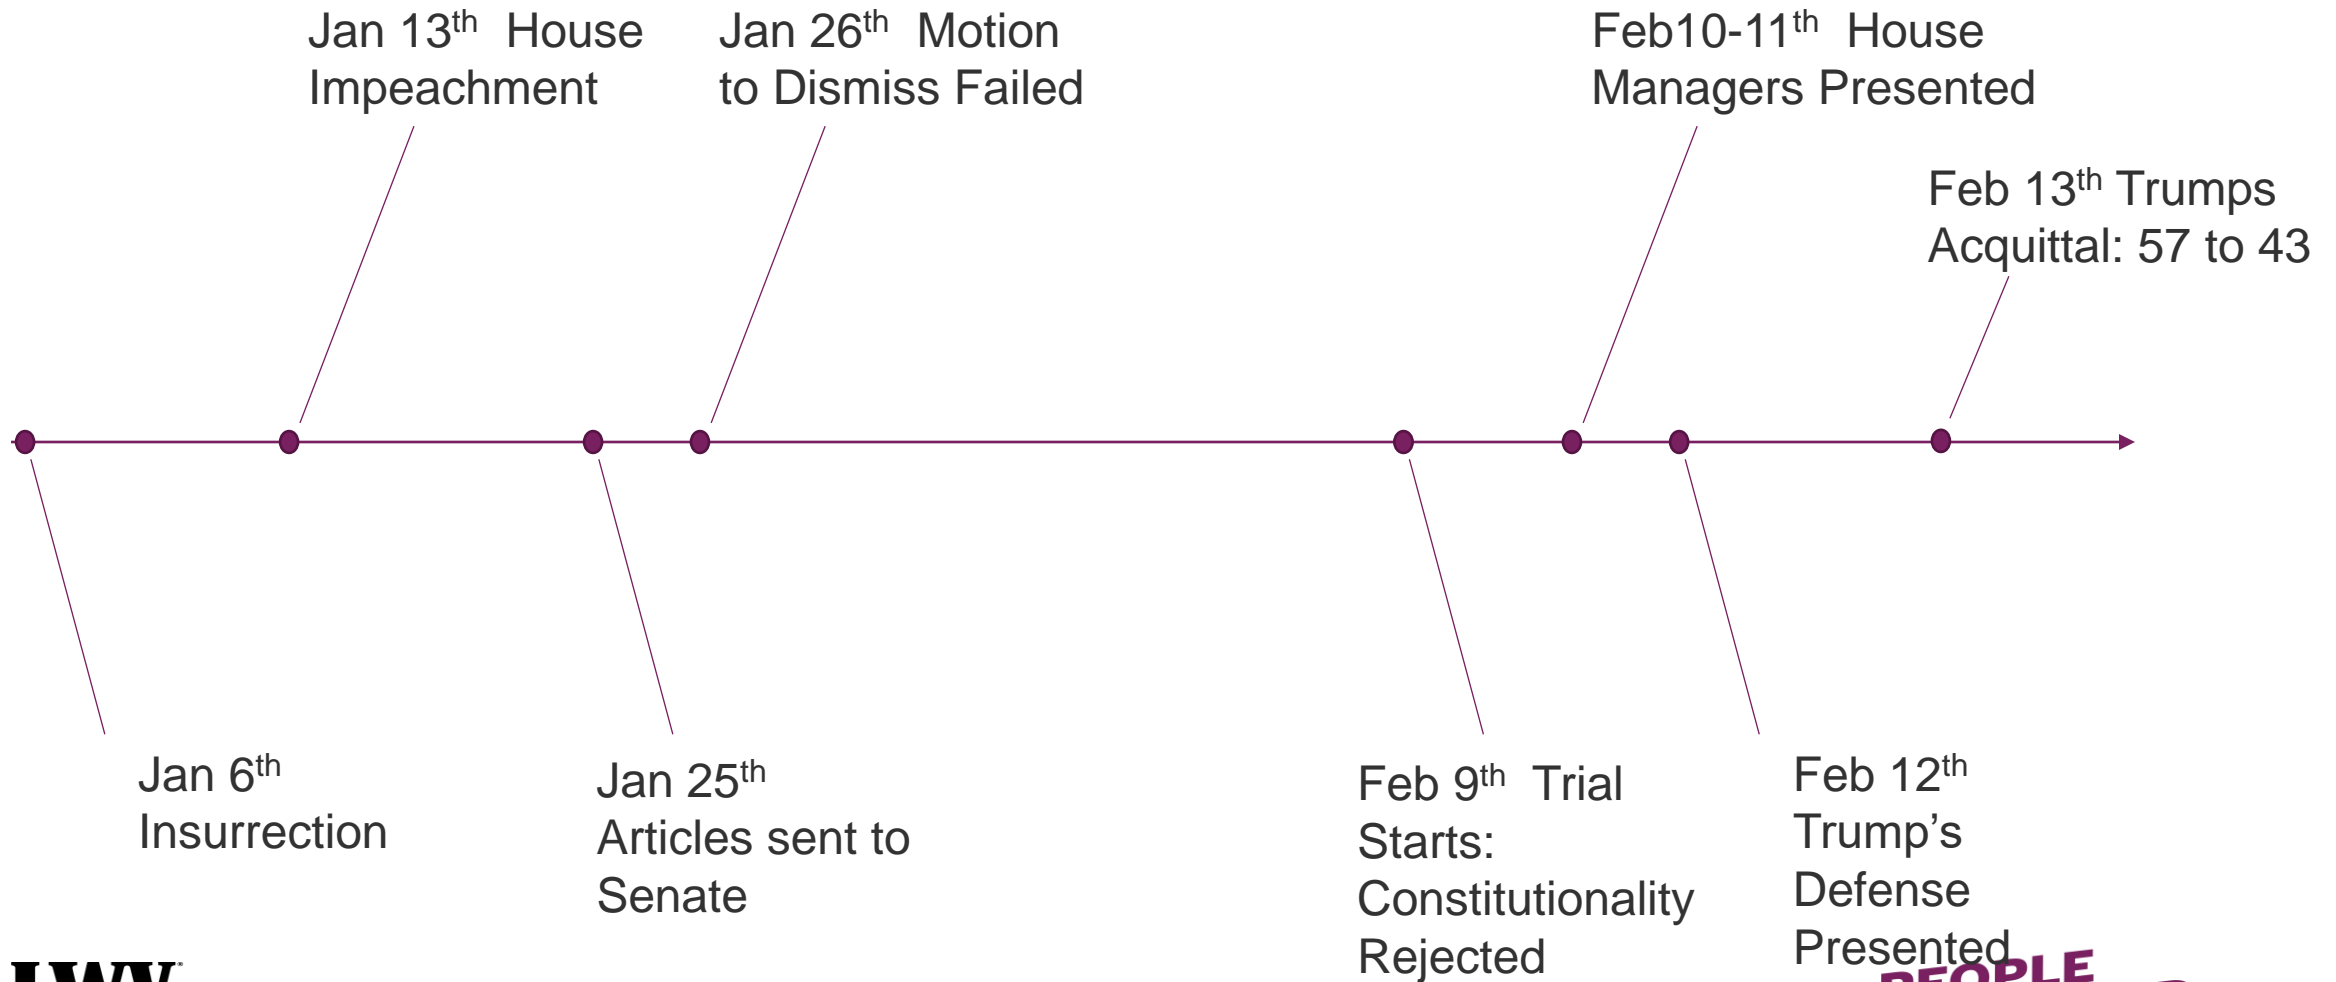 Jan 13th House
Impeachment
Jan 26th Motion
to Dismiss Failed
Feb10-11th House
Managers Presented
Feb 13th Trumps
Acquittal: 57 to 43
Jan 6th
Insurrection
Jan 25th
Articles sent to
Senate
Feb 9th Trial
Starts:
Constitutionality
Rejected
Feb 12th
Trump’s
Defense
Presented
LWV
PEOPLE